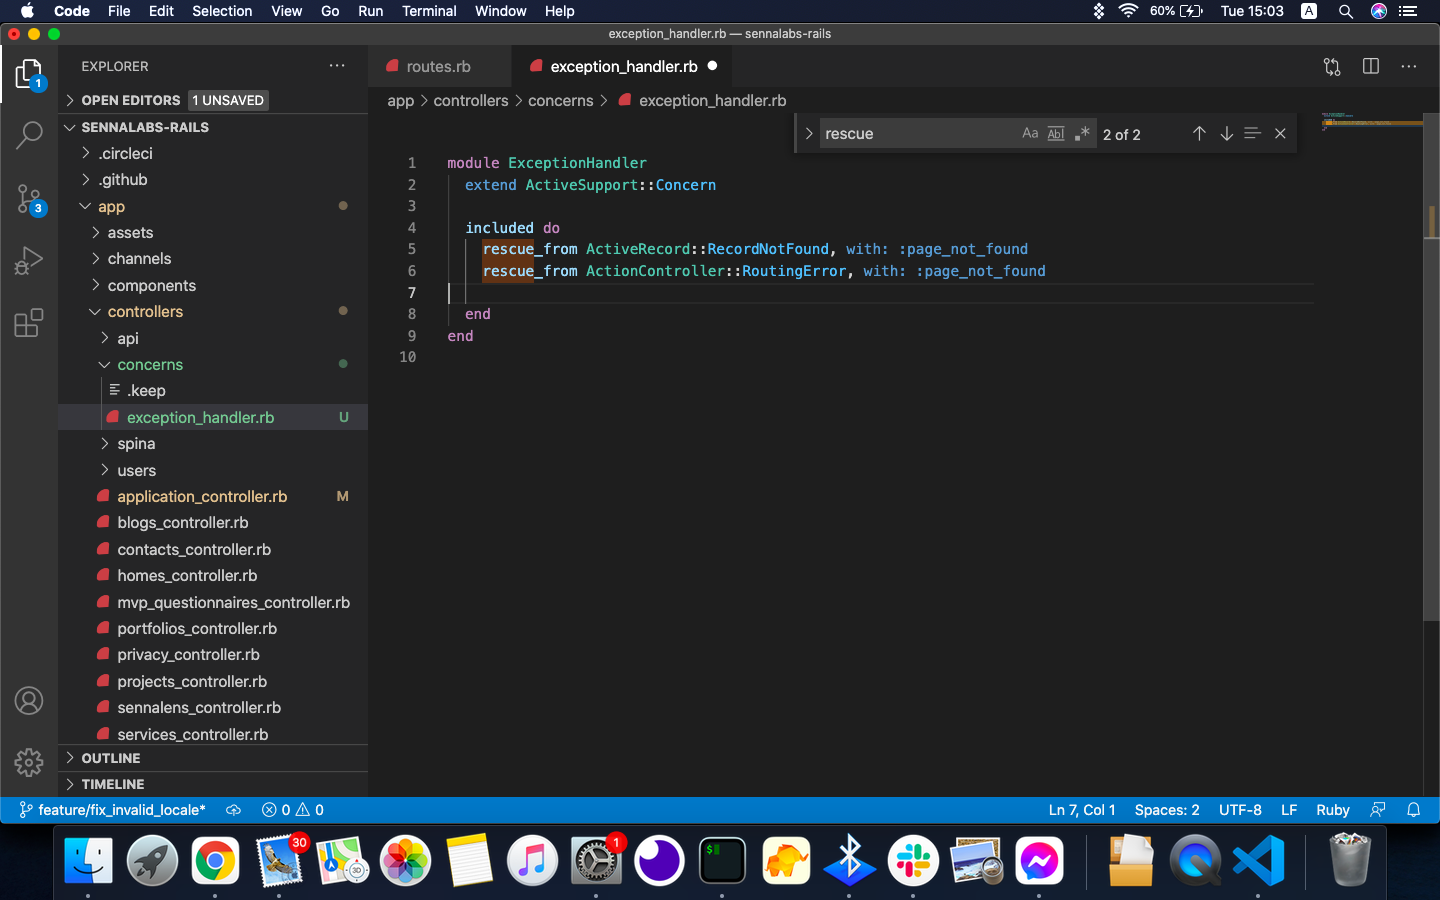 Code File Edit Selection View Go Run Terminal Window Help 60% Tue 15:03 A
exception_handler.rb — sennalabs-rails
EXPLORER
routes.rb
exception_handler.rb
OPEN EDITORS 1 UNSAVED
app > controllers > concerns > exception_handler.rb
SENNALABS-RAILS
rescue Aa Abl .* 2 of 2
.circleci
.github
app
assets
channels
components
controllers
api
concerns
.keep
exception_handler.rb U
spina
users
application_controller.rb M
blogs_controller.rb
contacts_controller.rb
homes_controller.rb
mvp_questionnaires_controller.rb
portfolios_controller.rb
privacy_controller.rb
projects_controller.rb
sennalens_controller.rb
services_controller.rb
OUTLINE
TIMELINE
1
3
1 module ExceptionHandler
2 extend ActiveSupport::Concern
3
4 included do
5 rescue_from ActiveRecord::RecordNotFound, with: :page_not_found
6 rescue_from ActionController::RoutingError, with: :page_not_found
7
8 end
9 end
10
feature/fix_invalid_locale* 0 0 Ln 7, Col 1 Spaces: 2 UTF-8 LF Ruby
30
3D
1
$